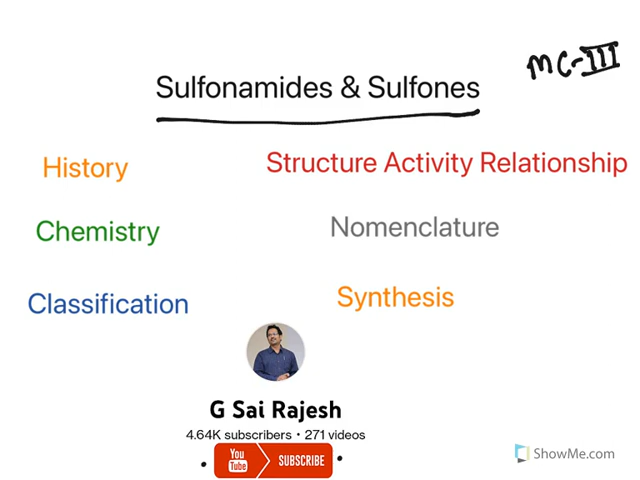 MC-III
Sulfonamides & Sulfones
History
Structure Activity Relationship
Chemistry
Nomenclature
Classification
Synthesis
G Sai Rajesh
4.64K subscribers • 271 videos
You
Tube
SUBSCRIBE
ShowMe.com